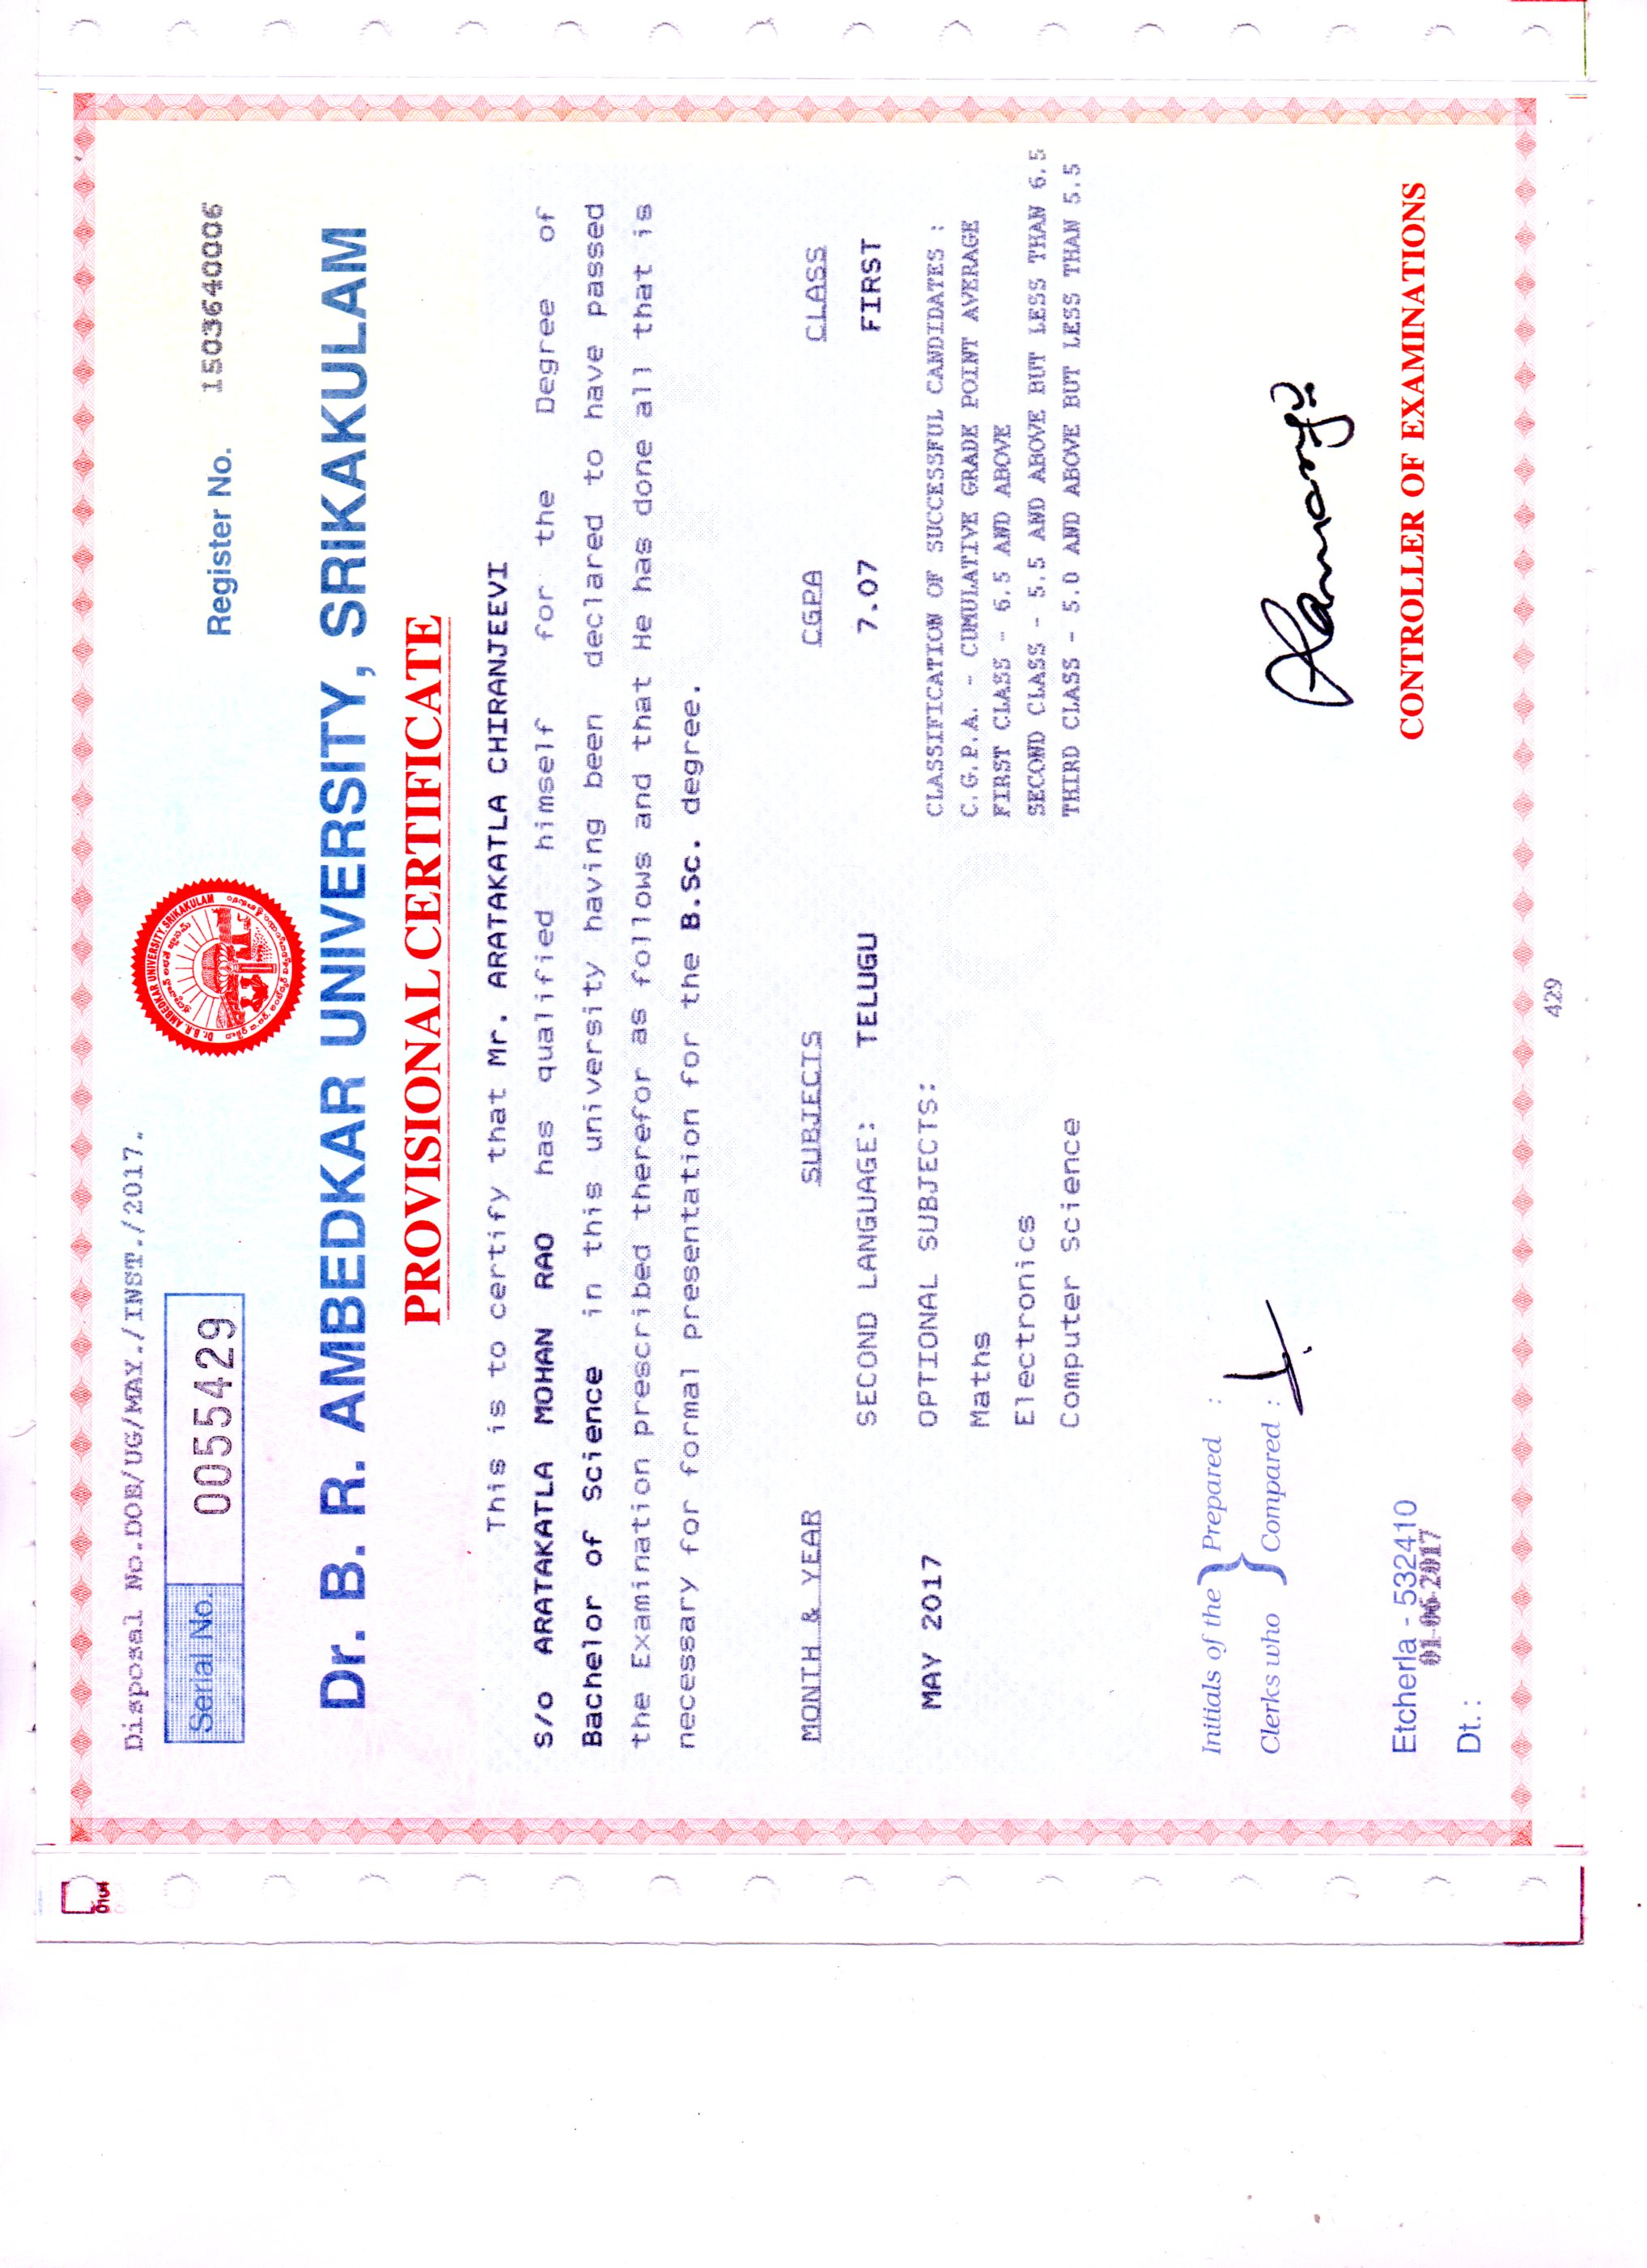 Disposal No.DOB/UG/MAY./INST./2017.
Serial No. 0055429
Register No. 1503640006
Dr. B.R. AMBEDKAR UNIVERSITY, SRIKAKULAM
Dr. B. R. AMBEDKAR UNIVERSITY, SRIKAKULAM
PROVISIONAL CERTIFICATE
This is to certify that Mr. ARATAKATLA CHIRANJEEVI
S/o ARATAKATLA MOHAN RAO has qualified himself for the Degree of
Bachelor of Science in this university having been declared to have passed
the Examination prescribed therefor as follows and that He has done all that is
necessary for formal presentation for the B.Sc. degree.
MONTH & YEAR SUBJECTS CGPA CLASS
MAY 2017 SECOND LANGUAGE: TELUGU 7.07 FIRST
OPTIONAL SUBJECTS:
Maths
Electronics
Computer Science
CLASSIFICATION OF SUCCESSFUL CANDIDATES :
C.G.P.A. - CUMULATIVE GRADE POINT AVERAGE
FIRST CLASS - 6.5 AND ABOVE
SECOND CLASS - 5.5 AND ABOVE BUT LESS THAN 6.5
THIRD CLASS - 5.0 AND ABOVE BUT LESS THAN 5.5
Initials of the } Prepared :
Clerks who } Compared :
Etcherla - 532410
01-06-2017
Dt. :
CONTROLLER OF EXAMINATIONS
429